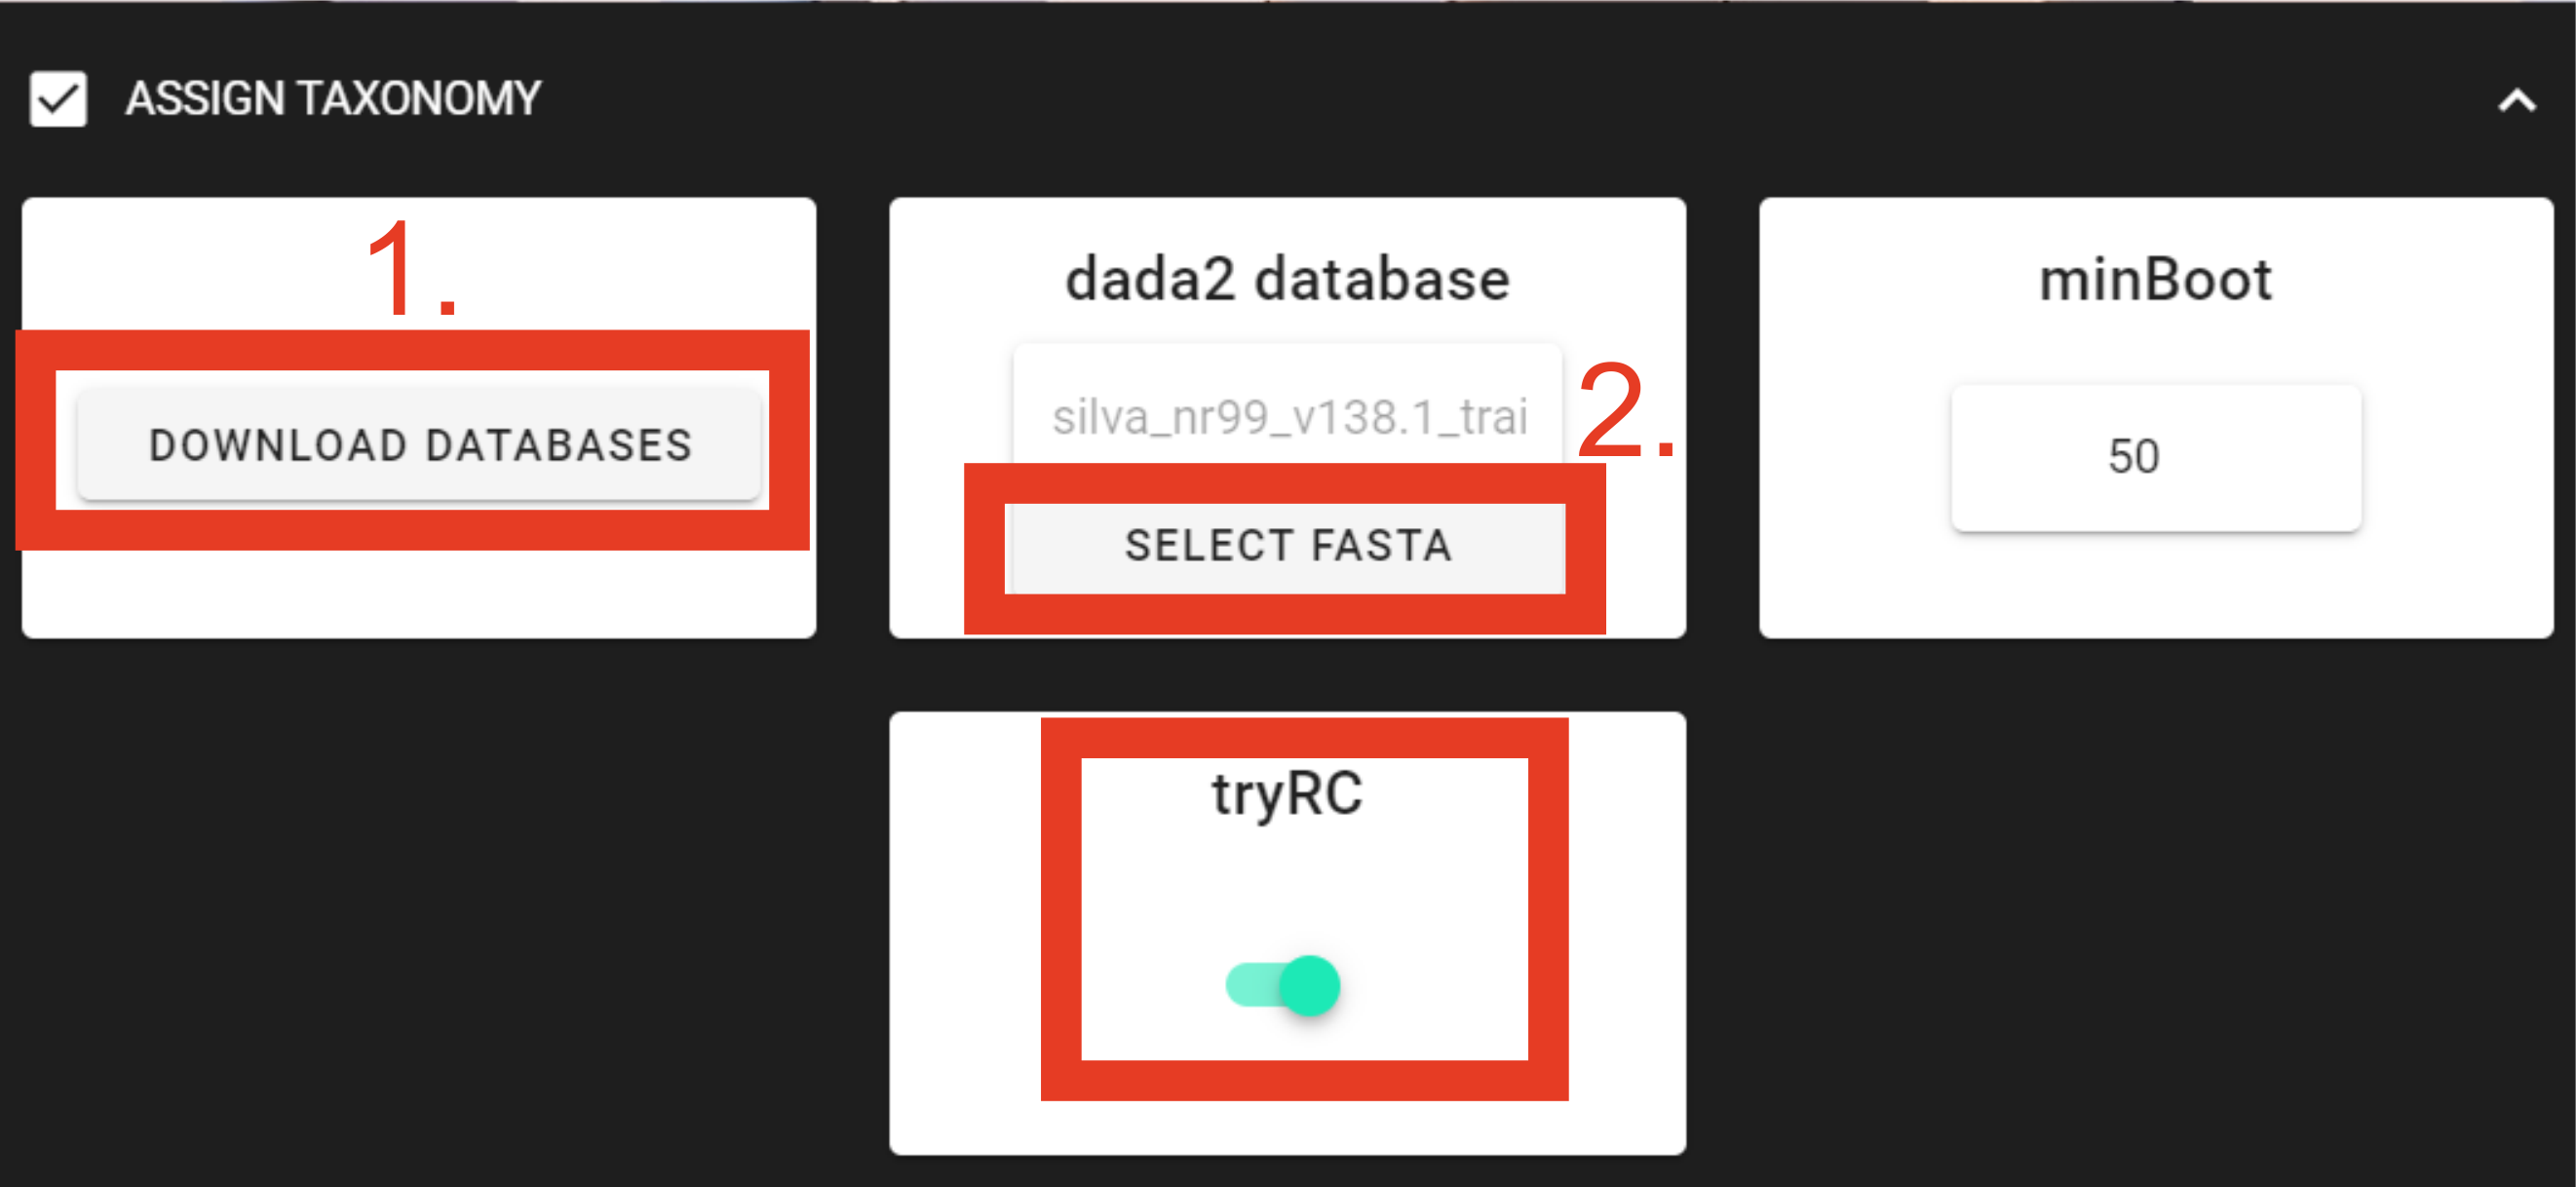 ASSIGN TAXONOMY
1.
DOWNLOAD DATABASES
dada2 database
silva_nr99_v138.1_trai
2.
SELECT FASTA
minBoot
50
tryRC